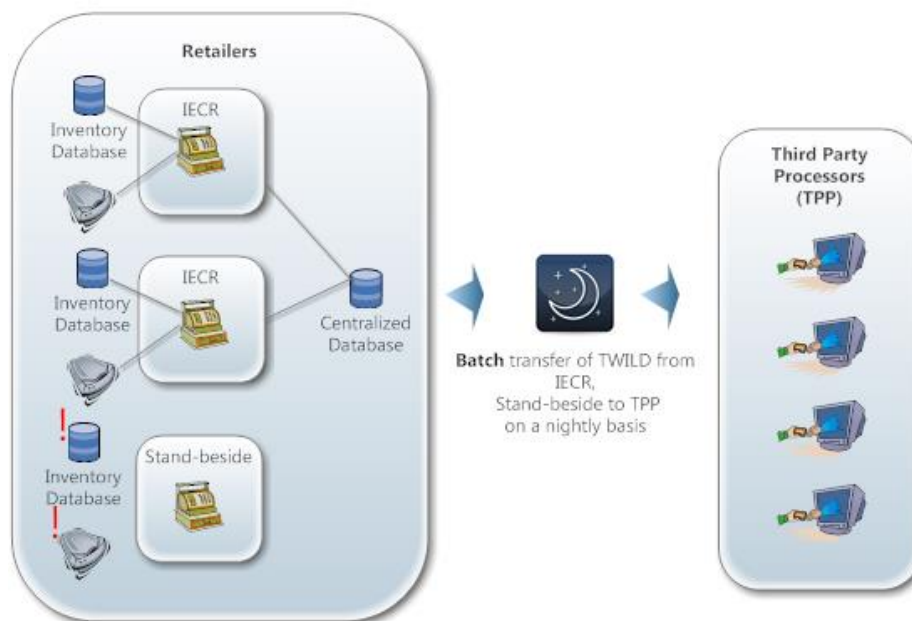 Retailers
IECR
Inventory
Database
IECR
Inventory
Database
Centralized
Database
Stand-beside
Inventory
Database
Batch transfer of TWILD from
IECR,
Stand-beside to TPP
on a nightly basis
Third Party
Processors
(TPP)